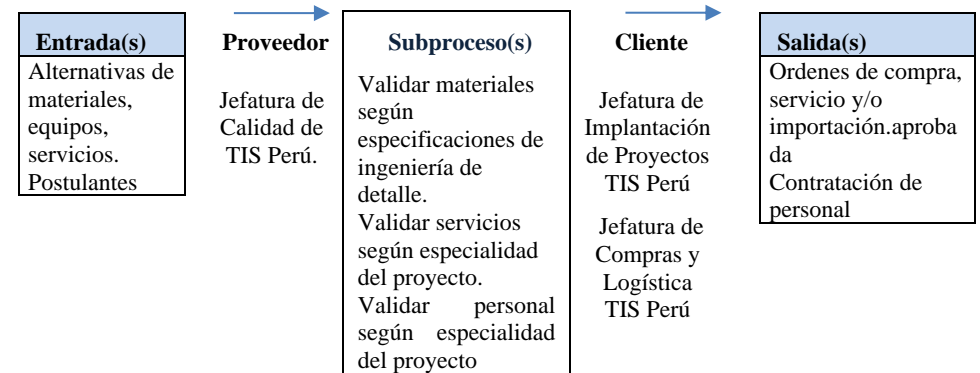 Entrada(s)
Alternativas de
materiales,
equipos,
servicios.
Postulantes
Proveedor
Jefatura de
Calidad de
TIS Perú.
Subproceso(s)
Validar materiales
según
especificaciones de
ingeniería de
detalle.
Validar servicios
según especialidad
del proyecto.
Validar personal
según especialidad
del proyecto
Cliente
Jefatura de
Implantación
de Proyectos
TIS Perú
Jefatura de
Compras y
Logística
TIS Perú
Salida(s)
Ordenes de compra,
servicio y/o
importación.aproba
da
Contratación de
personal